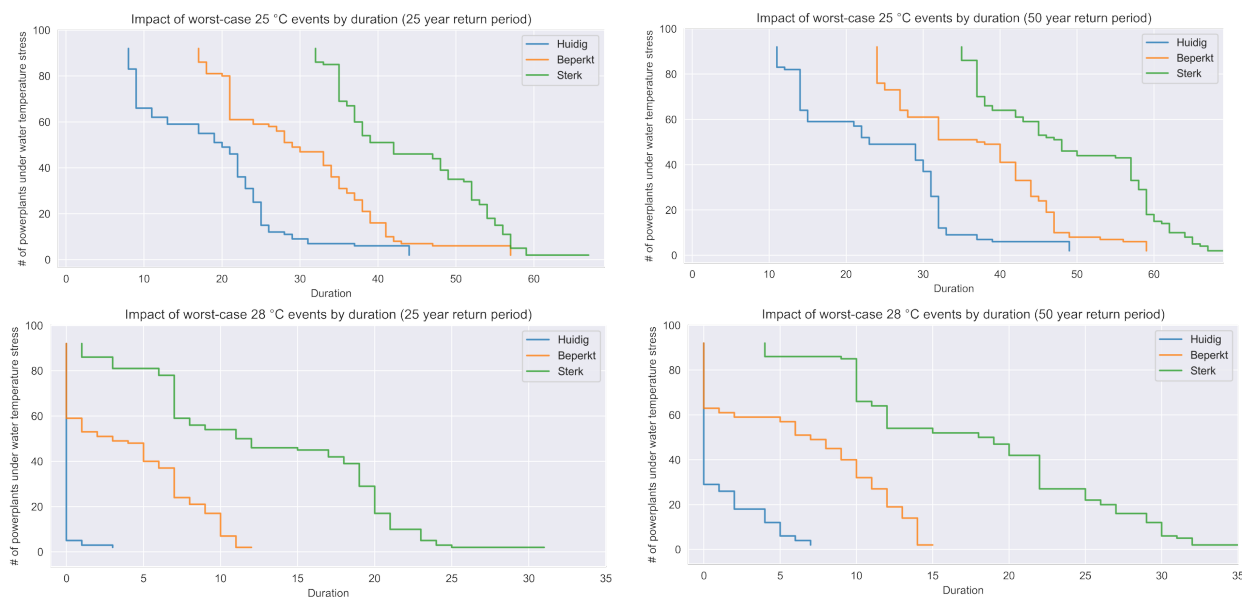 Impact of worst-case 25 °C events by duration (25 year return period)
# of powerplants under water temperature stress
100
80
60
40
20
0
0 10 20 30 40 50 60
Duration
Huidig
Beperkt
Sterk
Impact of worst-case 25 °C events by duration (50 year return period)
# of powerplants under water temperature stress
100
80
60
40
20
0
0 10 20 30 40 50 60
Duration
Huidig
Beperkt
Sterk
Impact of worst-case 28 °C events by duration (25 year return period)
# of powerplants under water temperature stress
100
80
60
40
20
0
0 5 10 15 20 25 30 35
Duration
Huidig
Beperkt
Sterk
Impact of worst-case 28 °C events by duration (50 year return period)
# of powerplants under water temperature stress
100
80
60
40
20
0
0 5 10 15 20 25 30 35
Duration
Huidig
Beperkt
Sterk